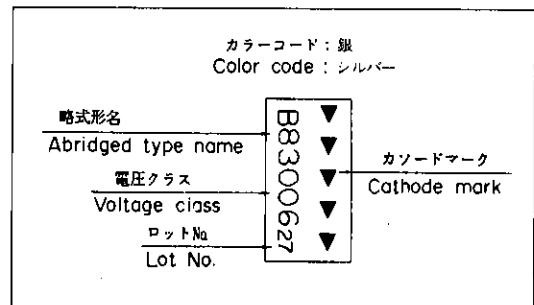 カラーコード：銀
Color code : シルバー
略式形名
Abridged type name
電圧クラス
Voltage class
ロットNo.
Lot No.
B8300627
カソードマーク
Cathode mark